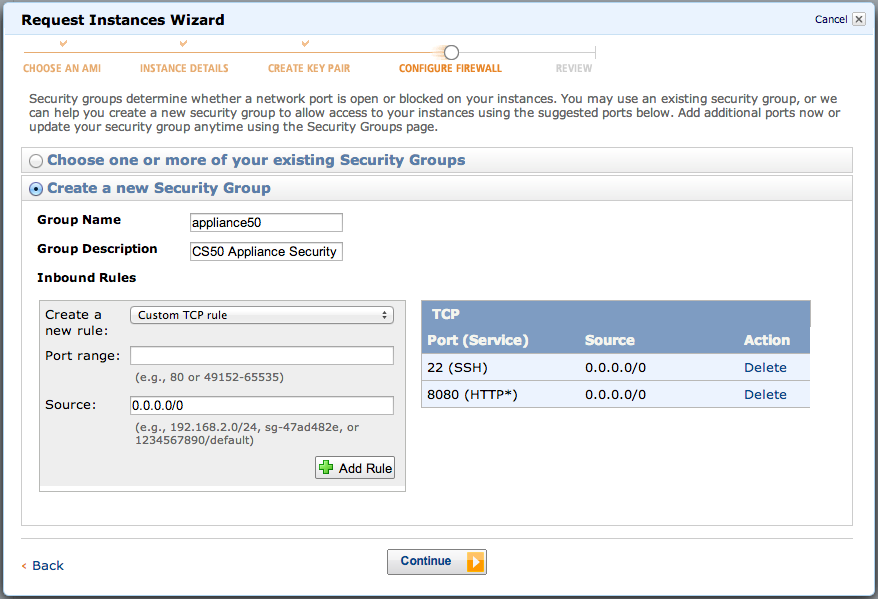 Request Instances Wizard
Cancel
CHOOSE AN AMI
INSTANCE DETAILS
CREATE KEY PAIR
CONFIGURE FIREWALL
REVIEW
Security groups determine whether a network port is open or blocked on your instances. You may use an existing security group, or we
can help you create a new security group to allow access to your instances using the suggested ports below. Add additional ports now or
update your security group anytime using the Security Groups page.
Choose one or more of your existing Security Groups
Create a new Security Group
Group Name
appliance50
Group Description
CS50 Appliance Security
Inbound Rules
Create a
new rule:
Custom TCP rule
Port range:
(e.g., 80 or 49152-65535)
Source:
0.0.0.0/0
(e.g., 192.168.2.0/24, sg-47ad482e, or
1234567890/default)
Add Rule
TCP
Port (Service) Source Action
22 (SSH) 0.0.0.0/0 Delete
8080 (HTTP*) 0.0.0.0/0 Delete
‹ Back
Continue